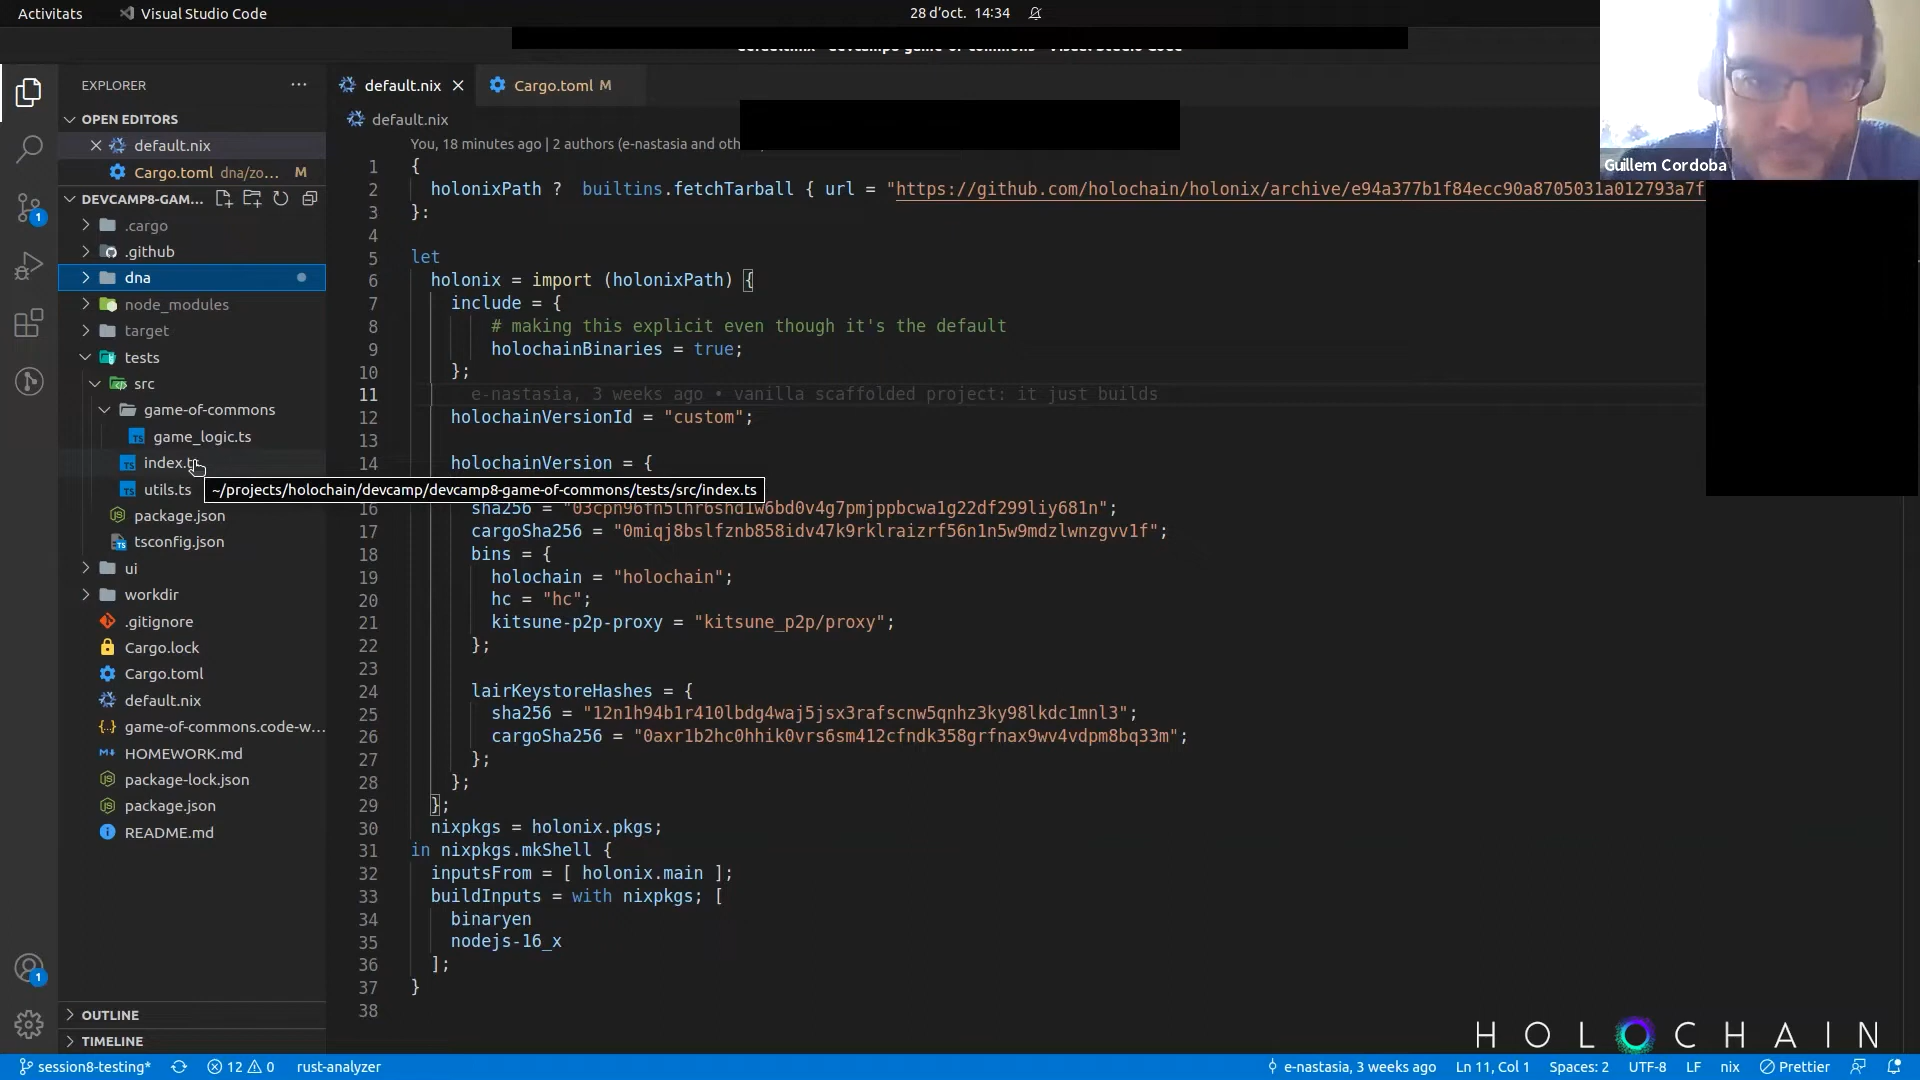 Activitats
Visual Studio Code
28 d'oct. 14:34
EXPLORER
OPEN EDITORS
default.nix
Cargo.toml dna/zo... M
DEVCAMP8-GAM...
.cargo
.github
dna
node_modules
target
tests
src
game-of-commons
game_logic.ts
index.ts
utils.ts
package.json
tsconfig.json
ui
workdir
.gitignore
Cargo.lock
Cargo.toml
default.nix
game-of-commons.code-w...
HOMEWORK.md
package-lock.json
package.json
README.md
OUTLINE
TIMELINE
default.nix
Cargo.toml M
default.nix
You, 18 minutes ago | 2 authors (e-nastasia and oth
1 {
2 holonixPath ? builtins.fetchTarball { url = "https://github.com/holochain/holonix/archive/e94a377b1f84ecc90a8705031a012793a7f
3 }:
4
5 let
6 holonix = import (holonixPath) {
7 include = {
8 # making this explicit even though it's the default
9 holochainBinaries = true;
10 };
11 e-nastasia, 3 weeks ago • vanilla scaffolded project: it just builds
12 holochainVersionId = "custom";
13
14 holochainVersion = {
~/projects/holochain/devcamp/devcamp8-game-of-commons/tests/src/index.ts
16 sha256 = "03cpn96fn5lhr6shd1w6bd0v4g7pmjppbcwa1g22df299liy681n";
17 cargoSha256 = "0miqj8bslfznb858idv47k9rklraizrf56n1n5w9mdzlwnzgvv1f";
18 bins = {
19 holochain = "holochain";
20 hc = "hc";
21 kitsune-p2p-proxy = "kitsune_p2p/proxy";
22 };
23
24 lairKeystoreHashes = {
25 sha256 = "12n1h94b1r410lbdg4waj5jsx3rafscnw5qnhz3ky98lkdc1mnl3";
26 cargoSha256 = "0axr1b2hc0hhik0vrs6sm412cfndk358grfnax9wv4vdpm8bq33m";
27 };
28 };
29 };
30 nixpkgs = holonix.pkgs;
31 in nixpkgs.mkShell {
32 inputsFrom = [ holonix.main ];
33 buildInputs = with nixpkgs; [
34 binaryen
35 nodejs-16_x
36 ];
37 }
38
Guillem Cordoba
HOLOCHAIN
1
1
session8-testing*
12 0
rust-analyzer
e-nastasia, 3 weeks ago
Ln 11, Col 1
Spaces: 2
UTF-8
LF
nix
Prettier